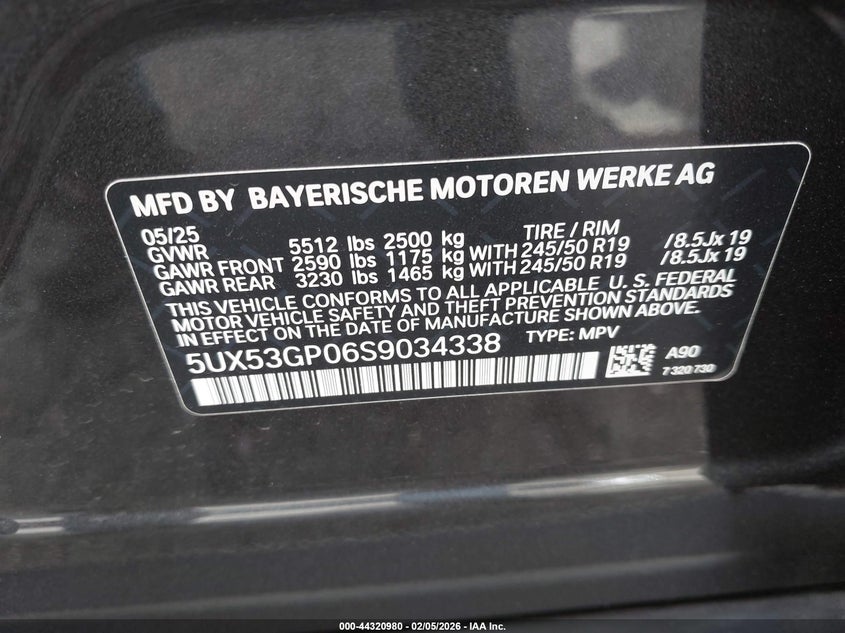 MFD BY BAYERISCHE MOTOREN WERKE AG
05/25 TIRE / RIM
GVWR 5512 lbs 2500 kg
GAWR FRONT 2590 lbs 1175 kg WITH 245/50 R19 /8.5Jx 19
GAWR REAR 3230 lbs 1465 kg WITH 245/50 R19 /8.5Jx 19
THIS VEHICLE CONFORMS TO ALL APPLICABLE U. S. FEDERAL
MOTOR VEHICLE SAFETY AND THEFT PREVENTION STANDARDS
IN EFFECT ON THE DATE OF MANUFACTURE SHOWN ABOVE.
5UX53GP06S9034338 TYPE: MPV
A90
7 320 730
000-44320980 - 02/05/2026 - IAA Inc.